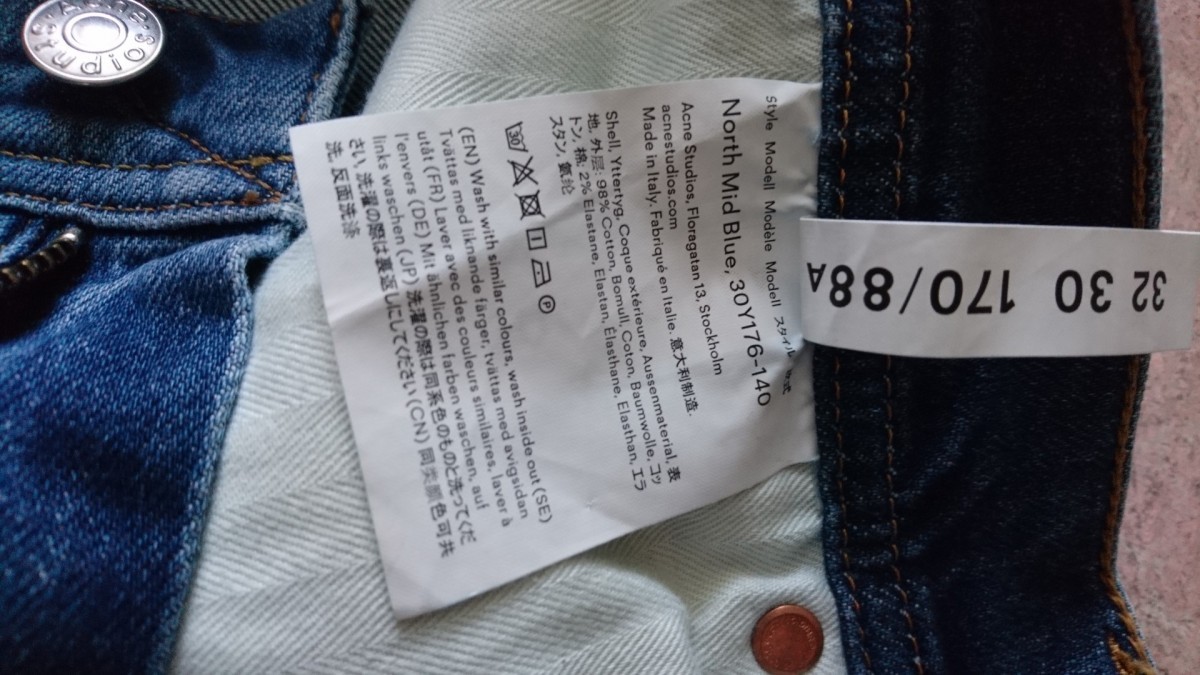 Acne Studios
Style Modell Modèle Modell スタイル 样式
North Mid Blue, 30Y176-140
Acne Studios, Floragatan 13, Stockholm
acnestudios.com
Made in Italy. Fabriqué en Italie. 意大利制造.
Shell, Yttertyg, Coque extérieure, Aussenmaterial, 表
地, 外层: 98% Cotton, Bomull, Coton, Baumwolle, コッ
トン, 棉: 2% Elastane, Elastan, Élasthane, Elasthan, エラ
スタン, 氨纶
30 P
(EN) Wash with similar colours, wash inside out (SE)
Tvättas med liknande färger, tvättas med avigsidan
utåt (FR) Laver avec des couleurs similaires, laver à
l'envers (DE) Mit ähnlichen farben waschen, auf
links waschen (JP) 洗濯の際は同系色のものと洗ってくだ
さい, 洗濯の際は裏返しにしてください (CN) 同类颜色可共
洗, 反面洗涤
32 30 170/88A